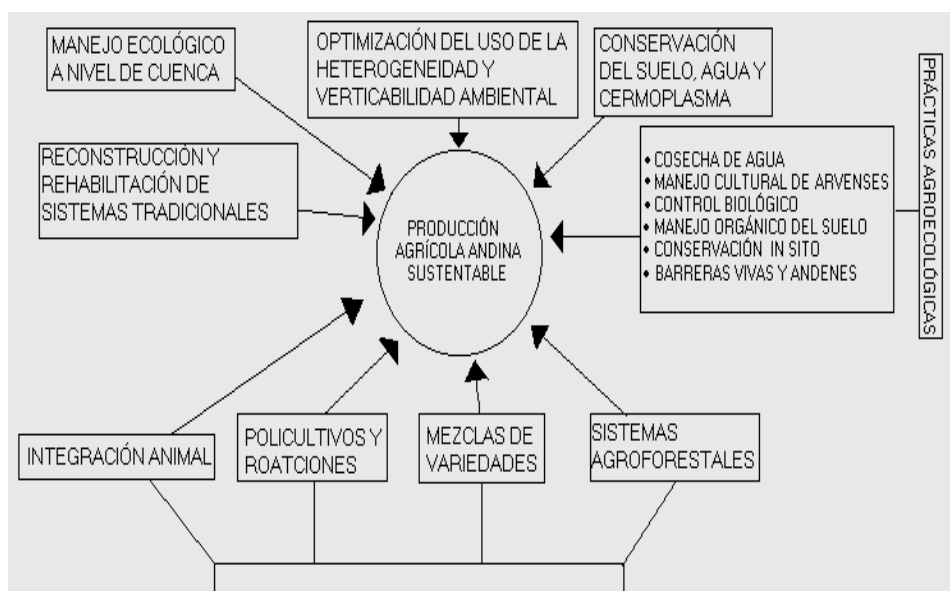 MANEJO ECOLÓGICO
A NIVEL DE CUENCA
OPTIMIZACIÓN DEL USO DE LA
HETEROGENEIDAD Y
VERTICABILIDAD AMBIENTAL
CONSERVACIÓN
DEL SUELO, AGUA Y
CERMOPLASMA
PRÁCTICAS AGROECOLÓGICAS
RECONSTRUCCIÓN Y
REHABILITACIÓN DE
SISTEMAS TRADICIONALES
• COSECHA DE AGUA
• MANEJO CULTURAL DE ARVENSES
• CONTROL BIOLÓGICO
• MANEJO ORGÁNICO DEL SUELO
• CONSERVACIÓN IN SITO
• BARRERAS VIVAS Y ANDENES
PRODUCCIÓN
AGRÍCOLA ANDINA
SUSTENTABLE
INTEGRACIÓN ANIMAL
POLICULTIVOS Y
ROATCIONES
MEZCLAS DE
VARIEDADES
SISTEMAS
AGROFORESTALES